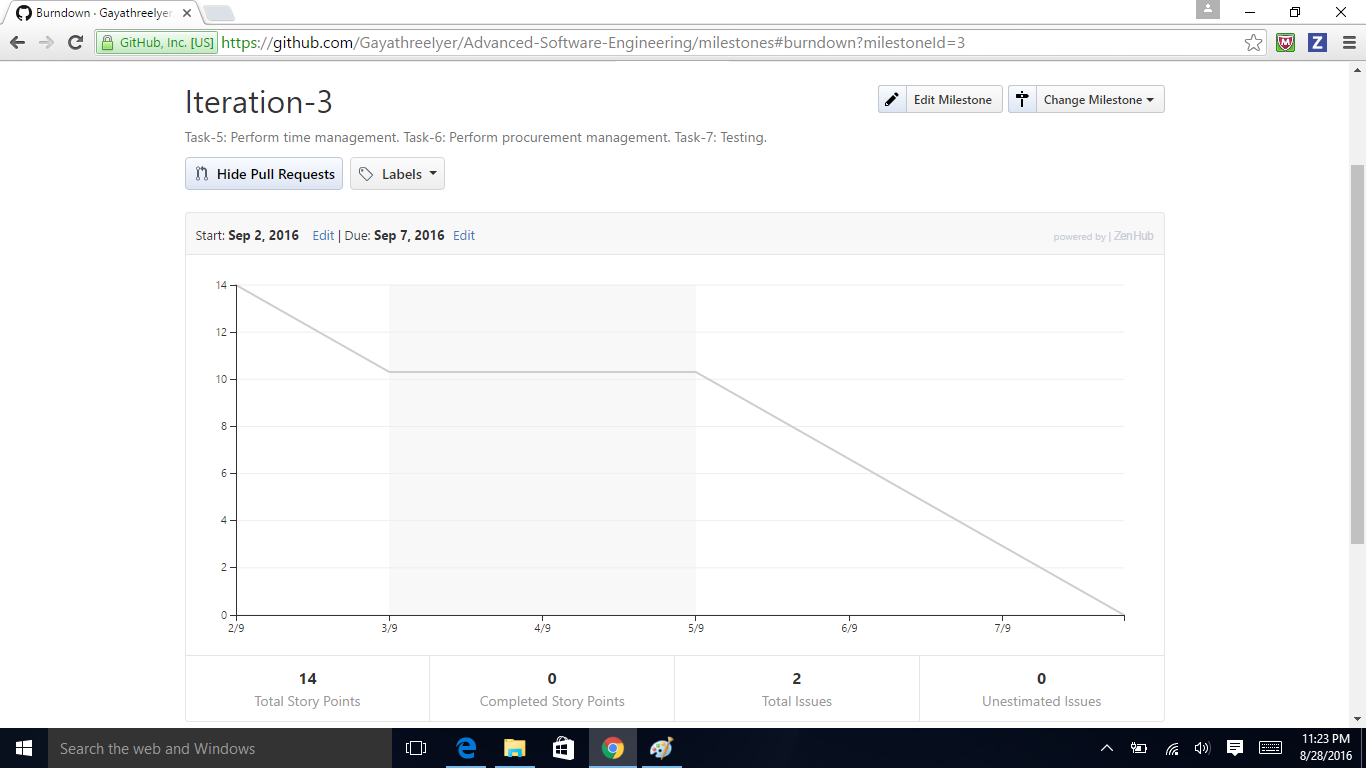 Burndown · GayathreeIyer
GitHub, Inc. [US] https://github.com/GayathreeIyer/Advanced-Software-Engineering/milestones#burndown?milestoneId=3
Iteration-3
Edit Milestone
Change Milestone
Task-5: Perform time management. Task-6: Perform procurement management. Task-7: Testing.
Hide Pull Requests
Labels
Start: Sep 2, 2016 Edit | Due: Sep 7, 2016 Edit
powered by | ZenHub
14
12
10
8
6
4
2
0
2/9 3/9 4/9 5/9 6/9 7/9
14 0 2 0
Total Story Points Completed Story Points Total Issues Unestimated Issues
Search the web and Windows
11:23 PM
8/28/2016